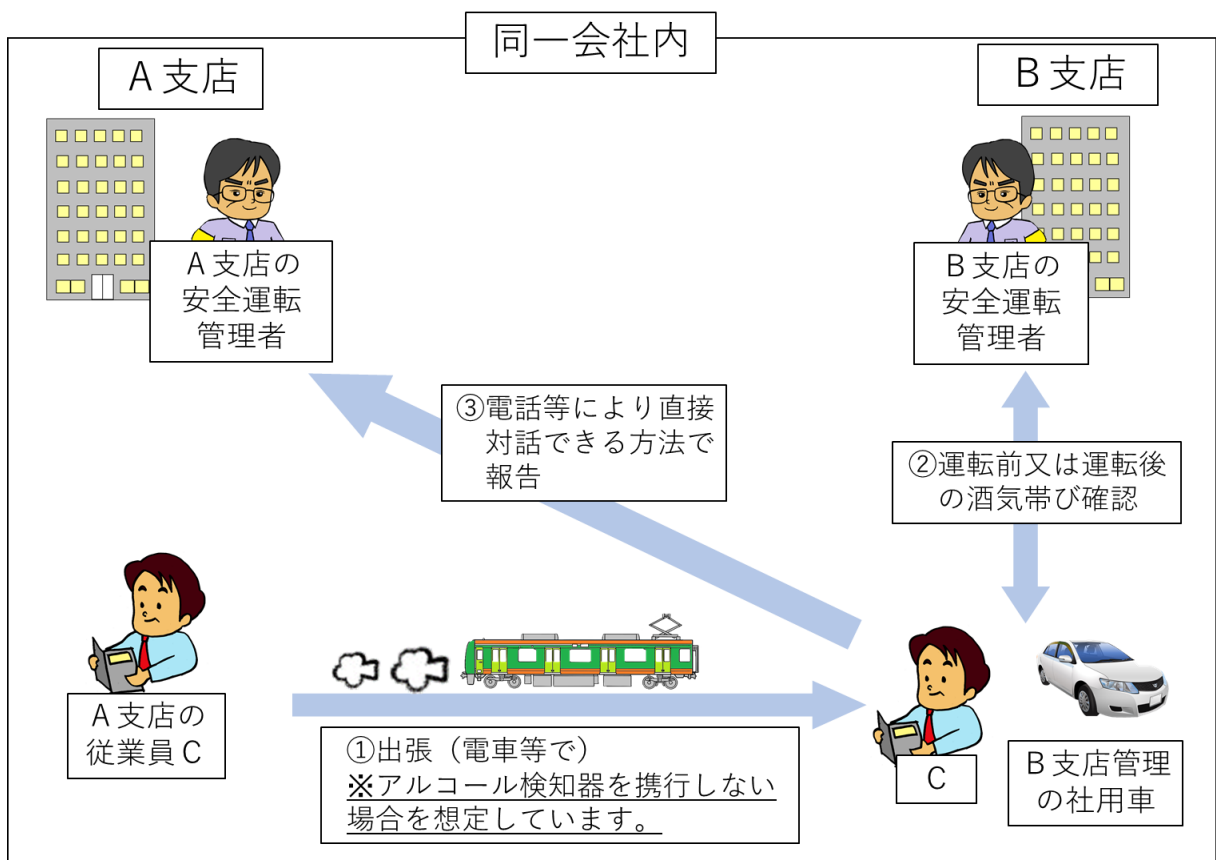 同一会社内
A支店
B支店
A支店の
安全運転
管理者
B支店の
安全運転
管理者
③電話等により直接
対話できる方法で
報告
②運転前又は運転後
の酒気帯び確認
A支店の
従業員C
①出張（電車等で）
※アルコール検知器を携行しない
場合を想定しています。
C
B支店管理
の社用車